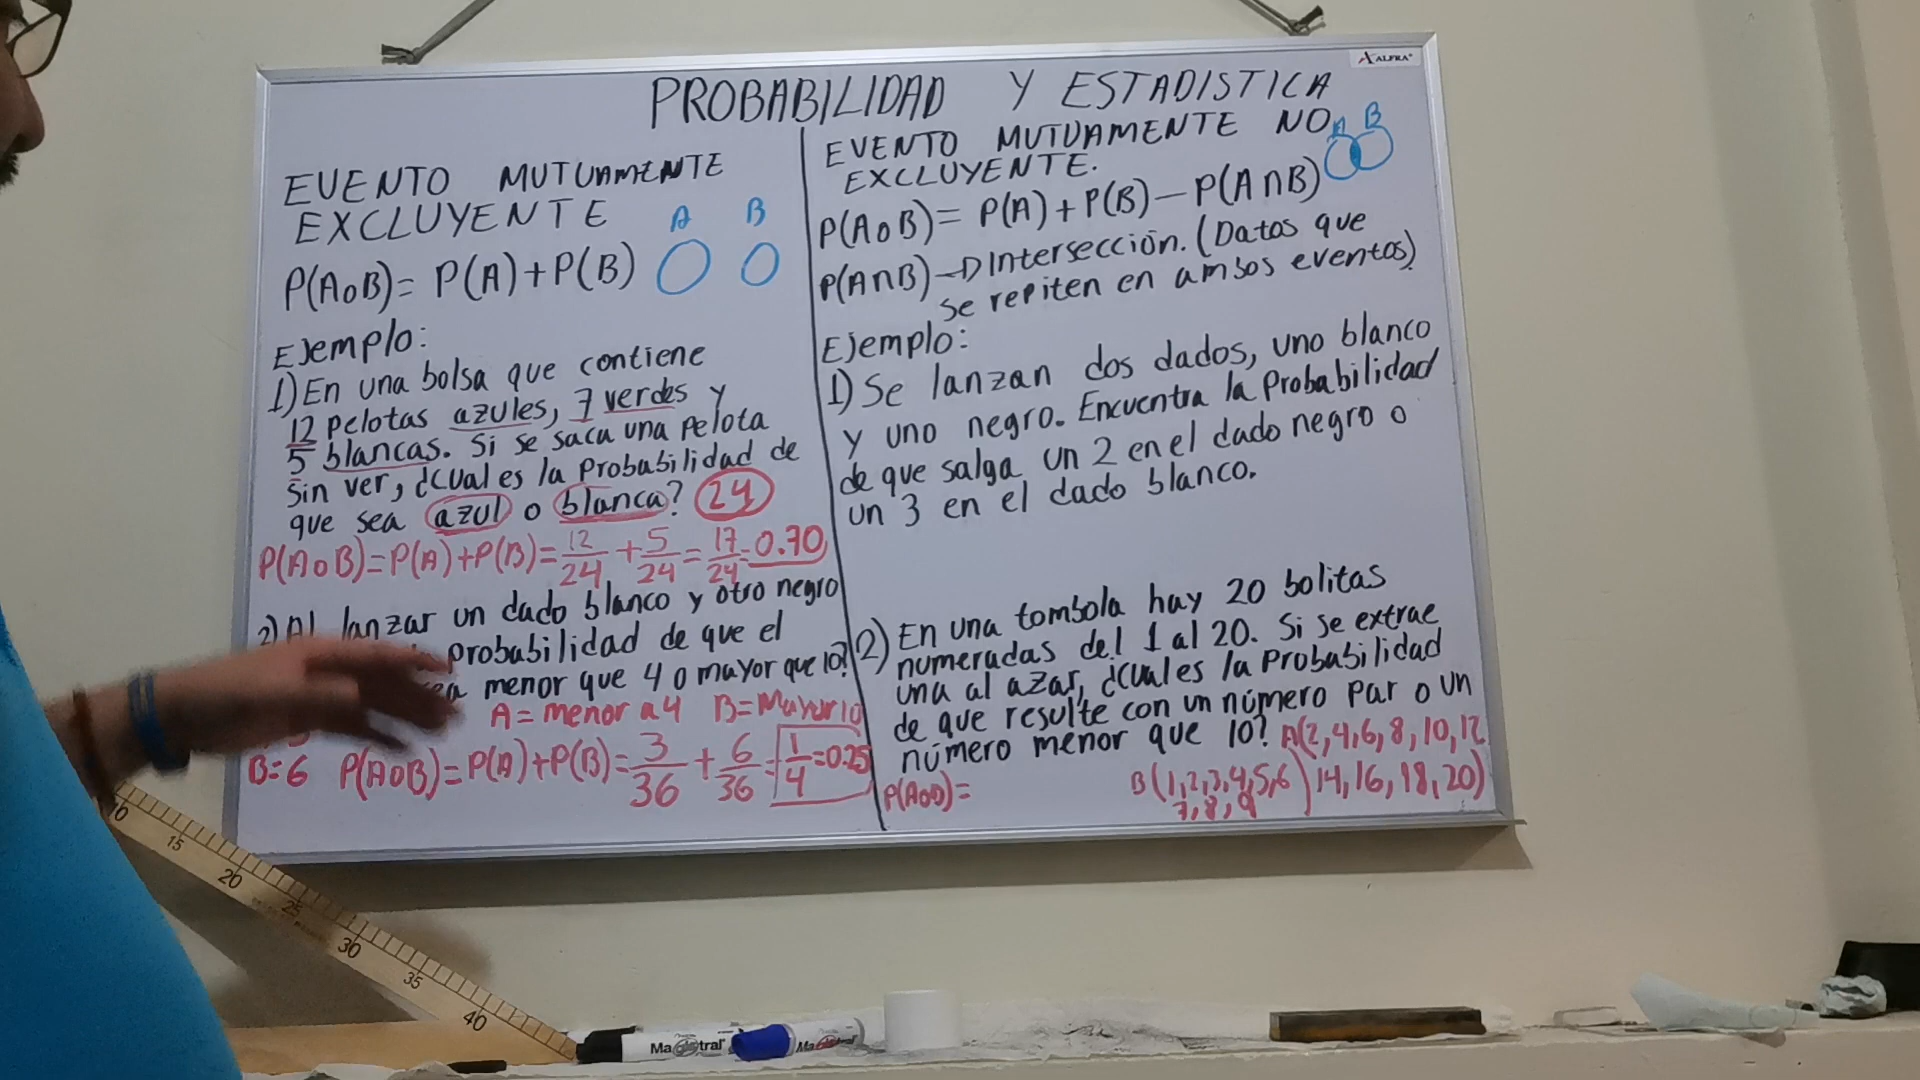 ALFRA
PROBABILIDAD Y ESTADISTICA
EVENTO MUTUAMENTE
EXCLUYENTE A B
P(AoB)= P(A)+P(B)
Ejemplo:
1) En una bolsa que contiene
12 pelotas azules, 7 verdes y
5 blancas. Si se saca una pelota
sin ver, ¿cual es la probabilidad de
que sea azul o blanca? 24
P(AoB)=P(A)+P(B)=12/24+5/24=17/24=0.70
2) Al lanzar un dado blanco y otro negro
probabilidad de que el
menor que 4 o mayor que 10?
A= menor a 4 B=Mayor 10
B=6 P(AoB)=P(A)+P(B)=3/36+6/36=1/4=0.25
EVENTO MUTUAMENTE NO A B
EXCLUYENTE.
P(AoB)= P(A)+P(B)-P(A∩B)
P(A∩B)→Intersección. (Datos que
se repiten en ambos eventos)
Ejemplo:
1) Se lanzan dos dados, uno blanco
y uno negro. Encuentra la probabilidad
de que salga un 2 en el dado negro o
un 3 en el dado blanco.
2) En una tombola hay 20 bolitas
numeradas del 1 al 20. Si se extrae
una al azar, ¿cual es la probabilidad
de que resulte con un número par o un
número menor que 10? A(2,4,6,8,10,12
P(AoB)= B(1,2,3,4,5,6 14,16,18,20)
7,8,9)
10 15 20 25 30 35 40
Magistral